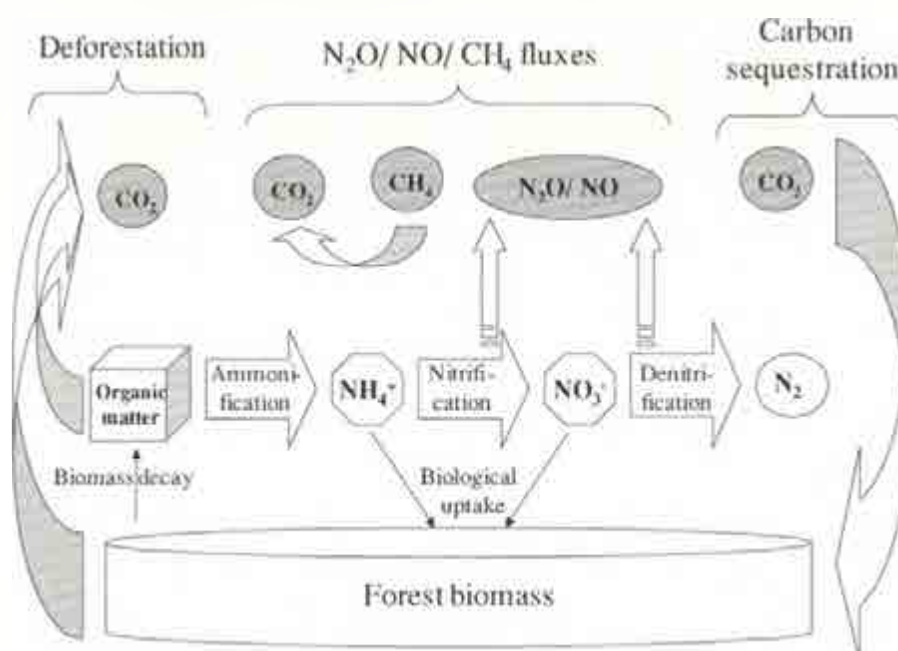 Deforestation
N₂O/ NO/ CH₄ fluxes
Carbon
sequestration
CO₂
CO₂
CH₄
N₂O/ NO
CO₂
Organic
matter
Ammoni-
fication
NH₄⁺
Nitrifi-
cation
NO₃⁻
Denitri-
fication
N₂
Biomass decay
Biological
uptake
Forest biomass